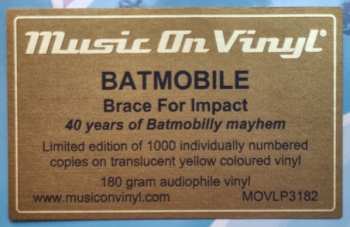 Music On Vinyl®
BATMOBILE
Brace For Impact
40 years of Batmobilly mayhem
Limited edition of 1000 individually numbered
copies on translucent yellow coloured vinyl
180 gram audiophile vinyl
www.musiconvinyl.com MOVLP3182